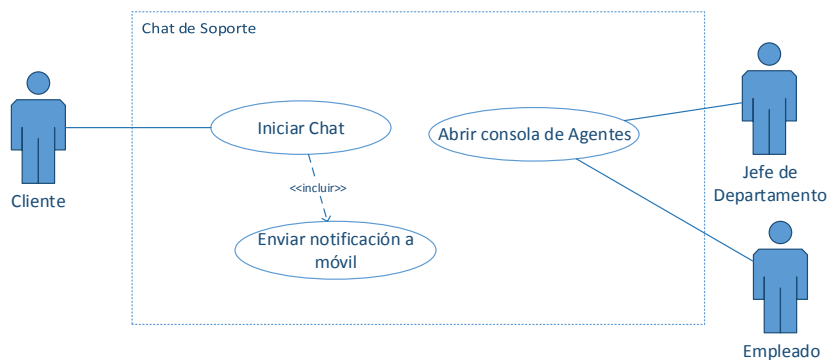 Chat de Soporte
Cliente
Iniciar Chat
<<incluir>>
Enviar notificación a
móvil
Abrir consola de Agentes
Jefe de
Departamento
Empleado